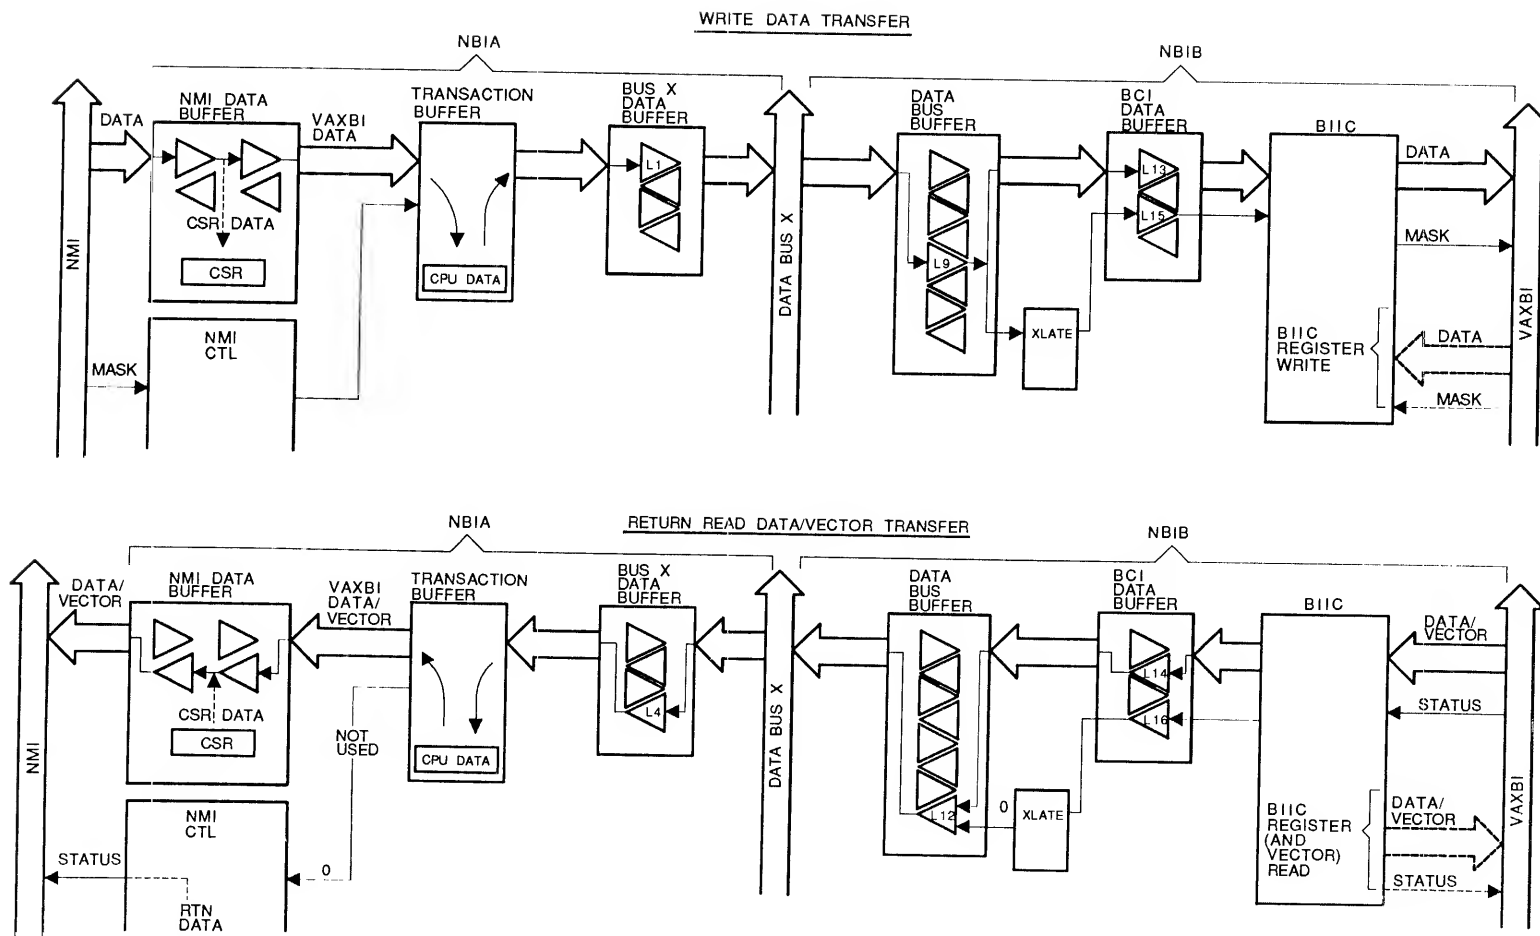 WRITE DATA TRANSFER
NBIA
NBIB
NMI
DATA
NMI DATA
BUFFER
CSR DATA
CSR
NMI
CTL
MASK
VAXBI
DATA
TRANSACTION
BUFFER
CPU DATA
BUS X
DATA
BUFFER
L1
DATA BUS X
DATA
BUS
BUFFER
L9
XLATE
BCI
DATA
BUFFER
L13
L15
BIIC
BIIC
REGISTER
WRITE
DATA
MASK
DATA
MASK
VAXBI
RETURN READ DATA/VECTOR TRANSFER
NBIA
NBIB
NMI
DATA/
VECTOR
NMI DATA
BUFFER
CSR DATA
CSR
NMI
CTL
STATUS
RTN
DATA
VAXBI
DATA/
VECTOR
NOT
USED
0
TRANSACTION
BUFFER
CPU DATA
BUS X
DATA
BUFFER
L4
DATA BUS X
DATA
BUS
BUFFER
L12
0
XLATE
BCI
DATA
BUFFER
L14
L16
BIIC
BIIC
REGISTER
(AND
VECTOR)
READ
DATA/
VECTOR
STATUS
DATA/
VECTOR
STATUS
VAXBI